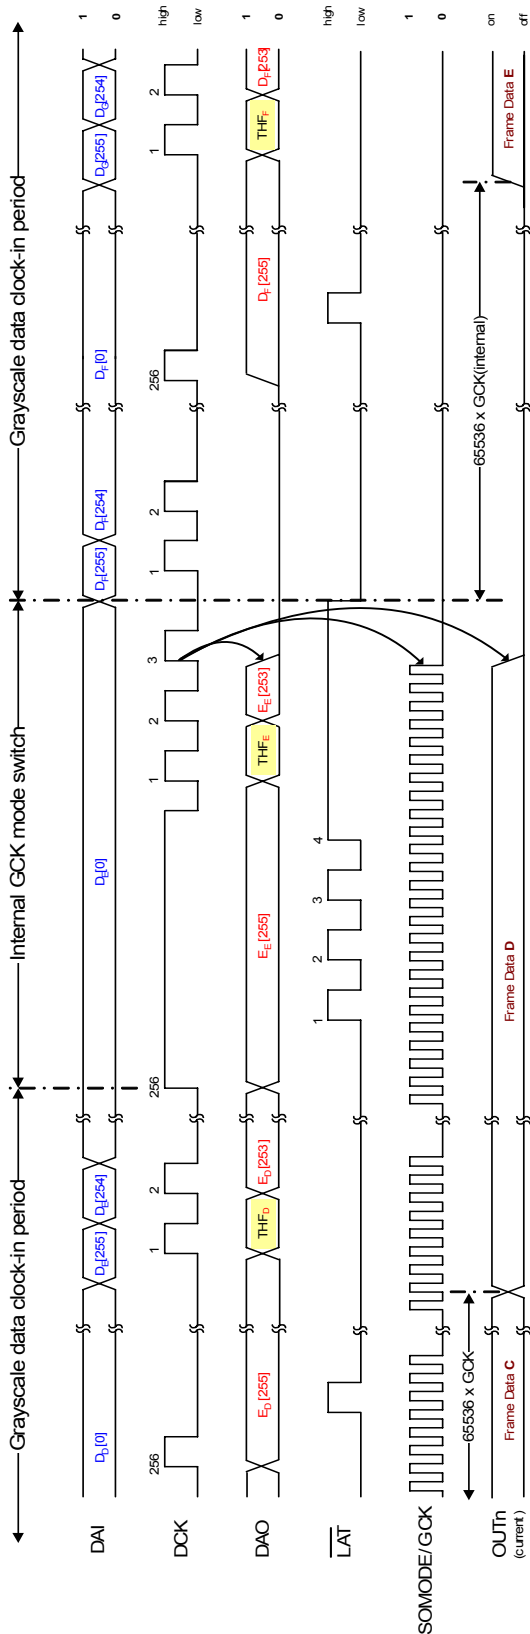 Grayscale data clock-in period
Internal GCK mode switch
Grayscale data clock-in period
DAI
D_D[0]
D_E[255]
D_E[254]
D_E[0]
D_F[255]
D_F[254]
D_F[0]
D_G[255]
D_G[254]
1
0
DCK
256
1
2
256
1
2
3
1
2
256
1
2
high
low
DAO
E_D[255]
THF_D
E_D[253]
E_E[255]
THF_E
E_E[253]
D_F[255]
THF_F
D_F[253]
1
0
LAT
1
2
3
4
high
low
SOMODE/GCK
1
0
65536 x GCK
65536 x GCK(internal)
OUTn
(current)
Frame Data C
Frame Data D
Frame Data E
on
off